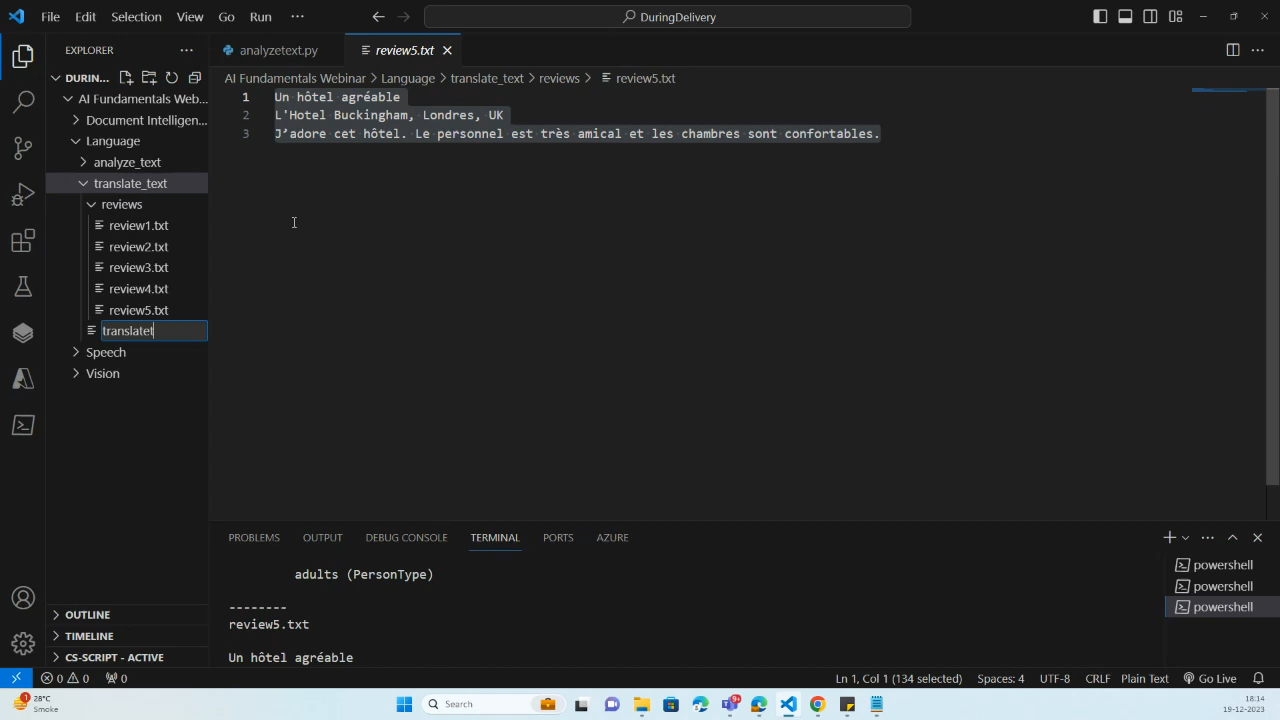 File Edit Selection View Go Run ···
DuringDelivery
EXPLORER ···
analyzetext.py
review5.txt
DURIN...
AI Fundamentals Webinar > Language > translate_text > reviews > review5.txt
AI Fundamentals Web...
Document Intelligen...
Language
analyze_text
translate_text
reviews
review1.txt
review2.txt
review3.txt
review4.txt
review5.txt
translatet
Speech
Vision
1 Un hôtel agréable
2 L'Hotel Buckingham, Londres, UK
3 J’adore cet hôtel. Le personnel est très amical et les chambres sont confortables.
PROBLEMS OUTPUT DEBUG CONSOLE TERMINAL PORTS AZURE
adults (PersonType)
--------
review5.txt
Un hôtel agréable
powershell
powershell
powershell
OUTLINE
TIMELINE
CS-SCRIPT - ACTIVE
0 0 0
Ln 1, Col 1 (134 selected) Spaces: 4 UTF-8 CRLF Plain Text Go Live
1
28°C
Smoke
Search
9+
18:14
19-12-2023